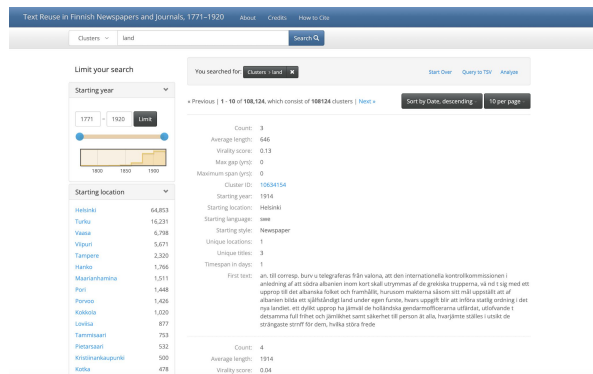 Text Reuse in Finnish Newspapers and Journals, 1771–1920 About Credits How to Cite
Clusters land Search
Limit your search
Starting year
1771 – 1920 Limit
1800 1850 1900
Starting location
Helsinki 64,853
Turku 16,231
Vaasa 6,798
Viipuri 5,671
Tampere 2,320
Hanko 1,766
Maarianhamina 1,511
Pori 1,448
Porvoo 1,426
Kokkola 1,020
Loviisa 877
Tammisaari 753
Pietarsaari 532
Kristiinankaupunki 500
Kotka 478
You searched for: Clusters › land ✖ Start Over Query to TSV Analyze
« Previous | 1 - 10 of 108,124, which consist of 108124 clusters | Next » Sort by Date, descending 10 per page
Count: 3
Average length: 646
Virality score: 0.13
Max gap (yrs): 0
Maximum span (yrs): 0
Cluster ID: 10634154
Starting year: 1914
Starting location: Helsinki
Starting language: swe
Starting style: Newspaper
Unique locations: 1
Unique titles: 3
Timespan in days: 1
First text: an. till corresp. burv u telegraferas från valona, att den internationella kontrollkommissionen i
anledning af att södra albanien inom kort skall utrymmas af de grekiska trupperna, vä nd t sig med ett
upprop till det albanska folket och framhållit, hurusom makterna såsom sitt mål uppställt att af
albanien bilda ett själfständigt land under egen furste, hvars uppgift blir att införa statlig ordning i det
nya landlet. ett dylikt upprop ha jämväl de holländska gendarmofficerarna utfärdat, utlofvande t
detsamma full frihet och jämlikhet samt säkerhet till person åt alla, hvarjämte ställes i utsikt de
strängaste strnff för dem, hvilka störa frede
Count: 4
Average length: 1914
Virality score: 0.04